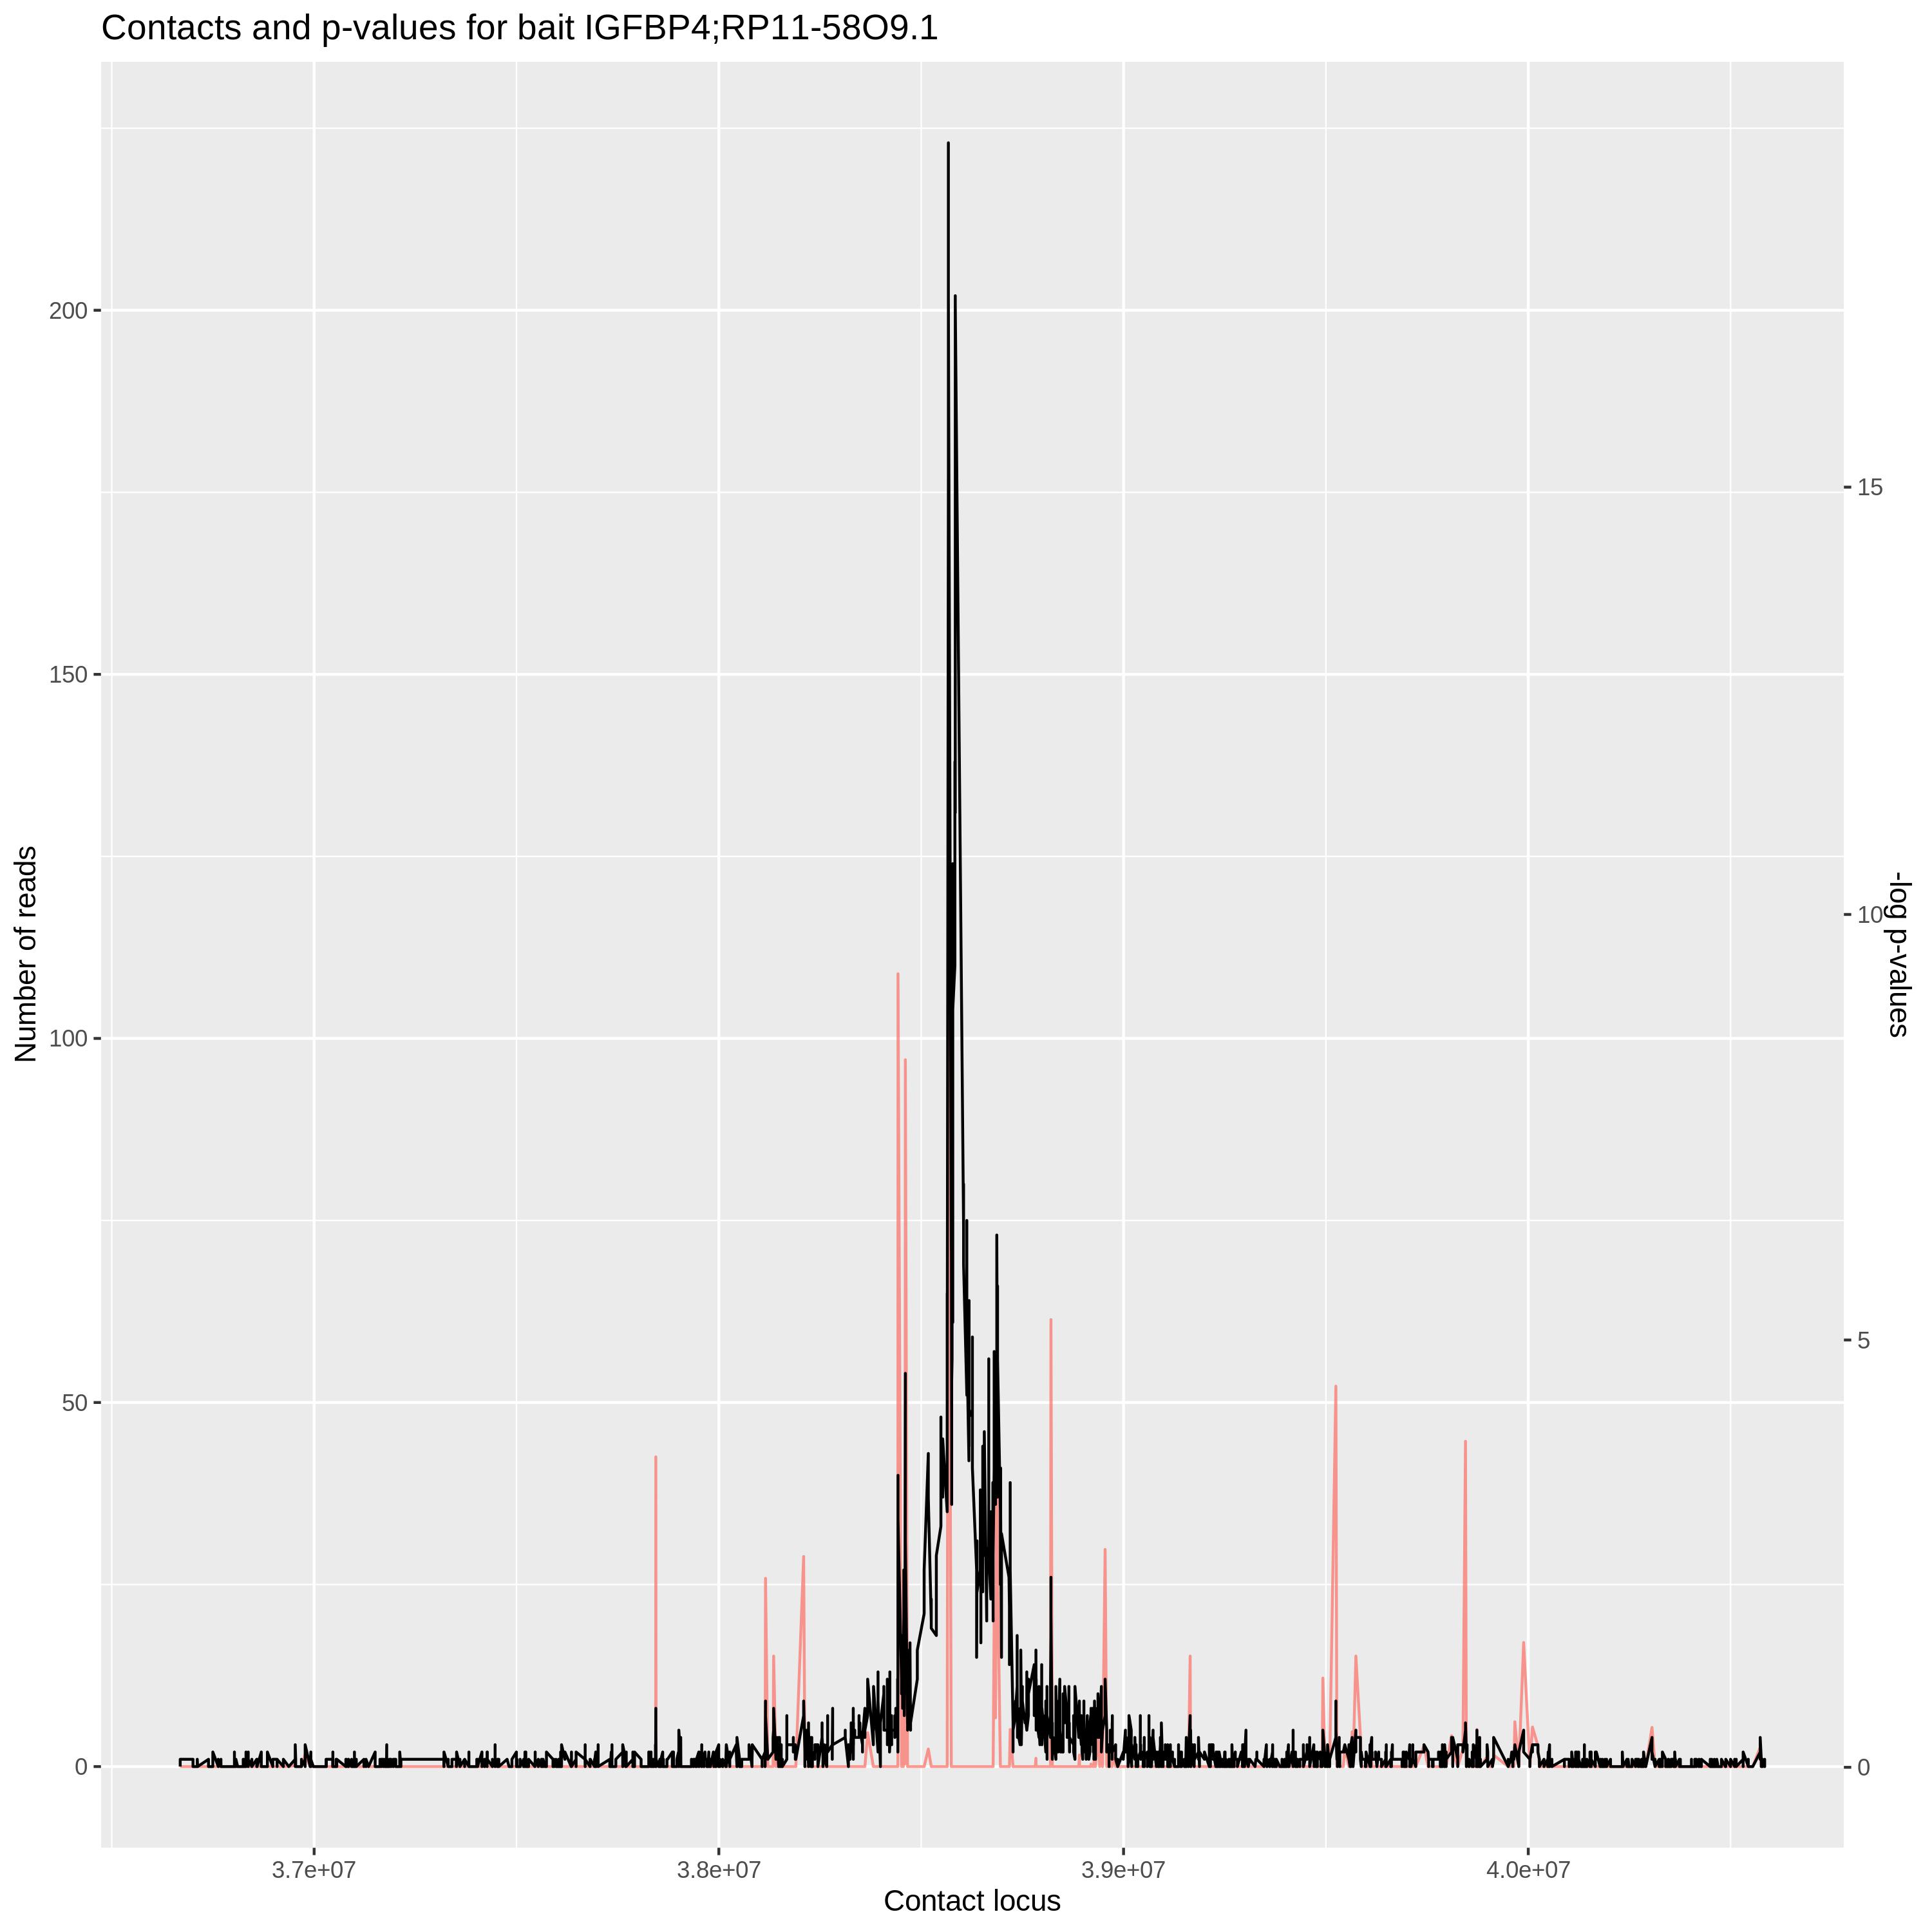 Contacts and p-values for bait IGFBP4;RP11-58O9.1
200
150
100
50
0
Number of reads
15
10
5
0
-log p-values
3.7e+07
3.8e+07
3.9e+07
4.0e+07
Contact locus